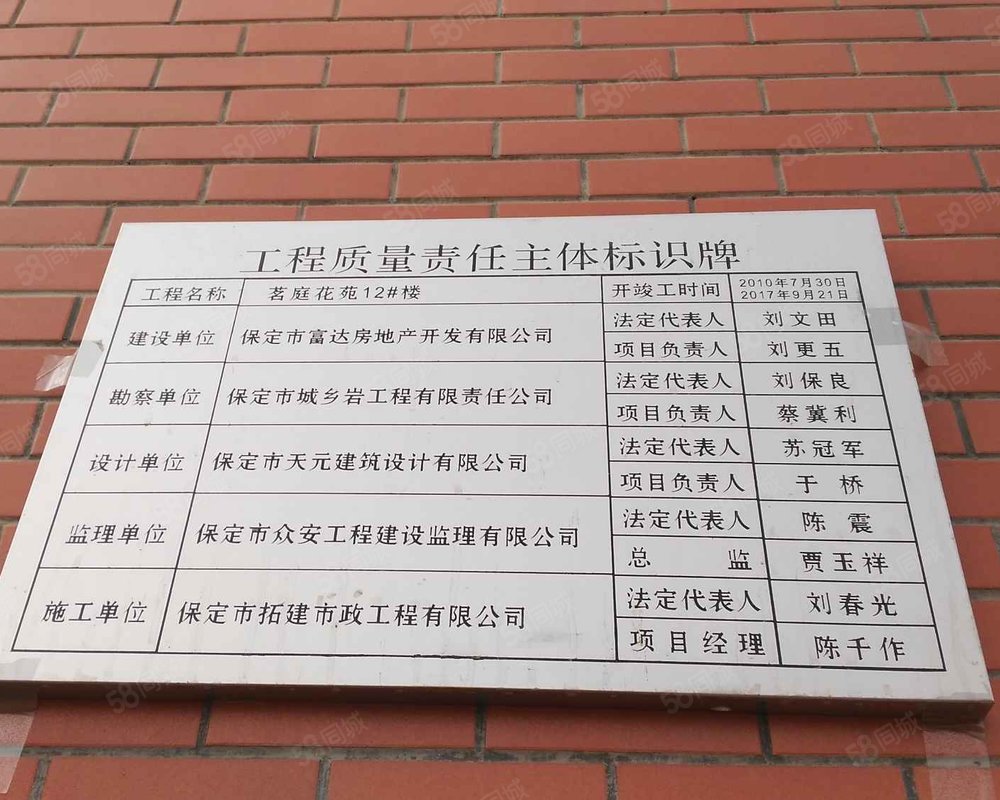 工程质量责任主体标识牌
工程名称 茗庭花苑12#楼 开竣工时间 2010年7月30日
2017年9月21日
建设单位 保定市富达房地产开发有限公司 法定代表人 刘文田
项目负责人 刘更五
勘察单位 保定市城乡岩工程有限责任公司 法定代表人 刘保良
项目负责人 蔡冀利
设计单位 保定市天元建筑设计有限公司 法定代表人 苏冠军
项目负责人 于桥
监理单位 保定市众安工程建设监理有限公司 法定代表人 陈震
总监 贾玉祥
施工单位 保定市拓建市政工程有限公司 法定代表人 刘春光
项目经理 陈千作
58同城